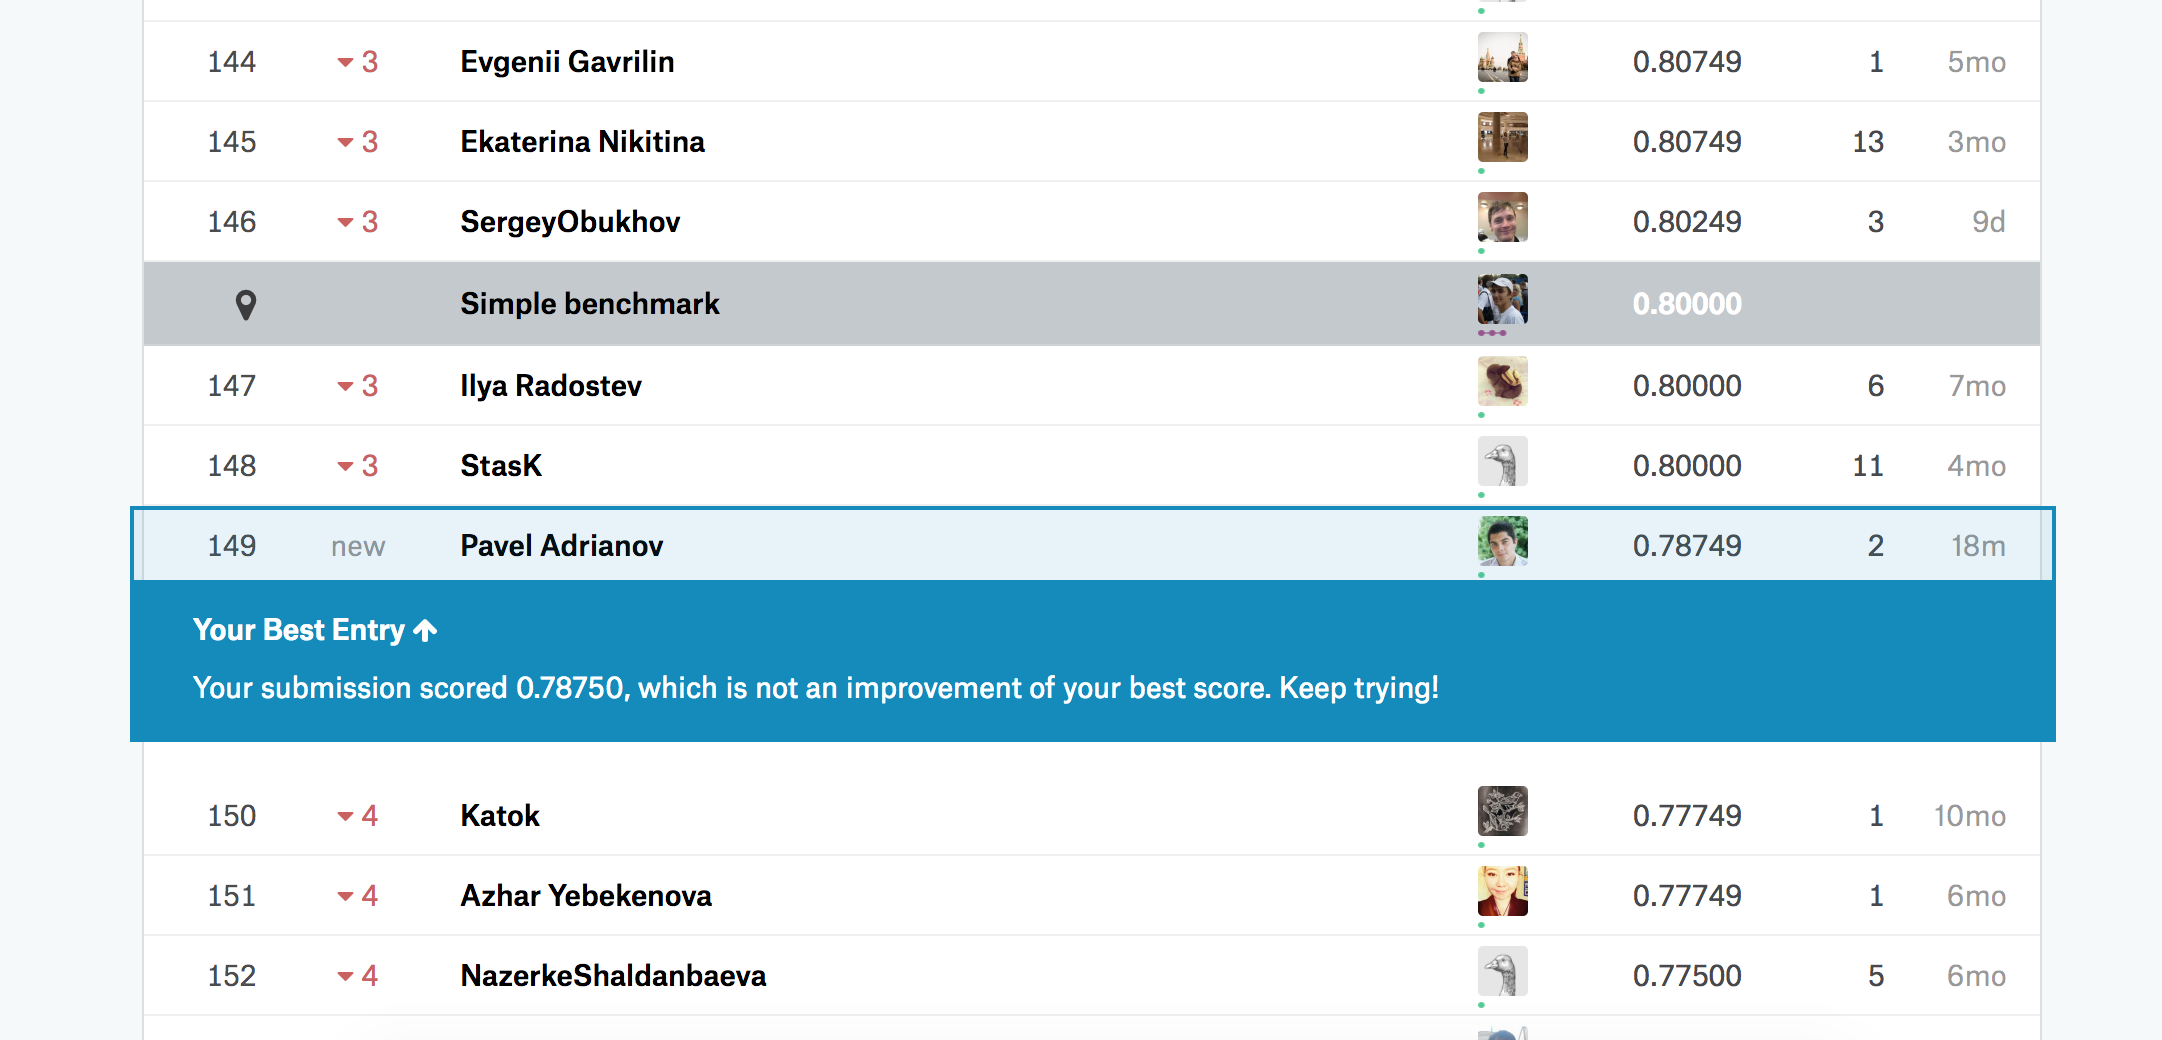 144 3 Evgenii Gavrilin 0.80749 1 5mo
145 3 Ekaterina Nikitina 0.80749 13 3mo
146 3 SergeyObukhov 0.80249 3 9d
Simple benchmark 0.80000
147 3 Ilya Radostev 0.80000 6 7mo
148 3 StasK 0.80000 11 4mo
149 new Pavel Adrianov 0.78749 2 18m
Your Best Entry
Your submission scored 0.78750, which is not an improvement of your best score. Keep trying!
150 4 Katok 0.77749 1 10mo
151 4 Azhar Yebekenova 0.77749 1 6mo
152 4 NazerkeShaldanbaeva 0.77500 5 6mo